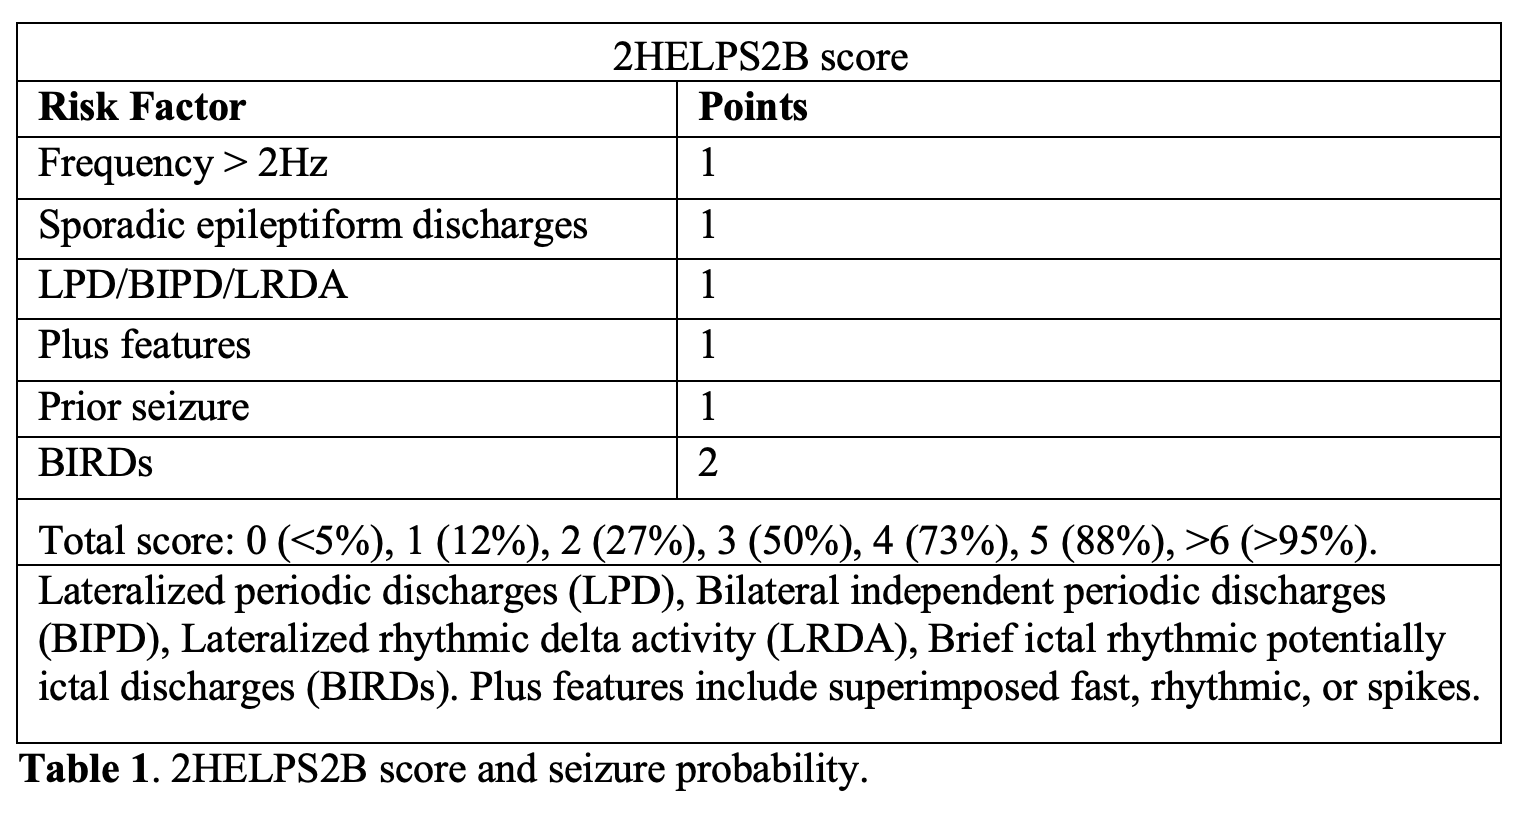 2HELPS2B score
Risk Factor Points
Frequency > 2Hz 1
Sporadic epileptiform discharges 1
LPD/BIPD/LRDA 1
Plus features 1
Prior seizure 1
BIRDs 2
Total score: 0 (<5%), 1 (12%), 2 (27%), 3 (50%), 4 (73%), 5 (88%), >6 (>95%).
Lateralized periodic discharges (LPD), Bilateral independent periodic discharges
(BIPD), Lateralized rhythmic delta activity (LRDA), Brief ictal rhythmic potentially
ictal discharges (BIRDs). Plus features include superimposed fast, rhythmic, or spikes.
Table 1. 2HELPS2B score and seizure probability.